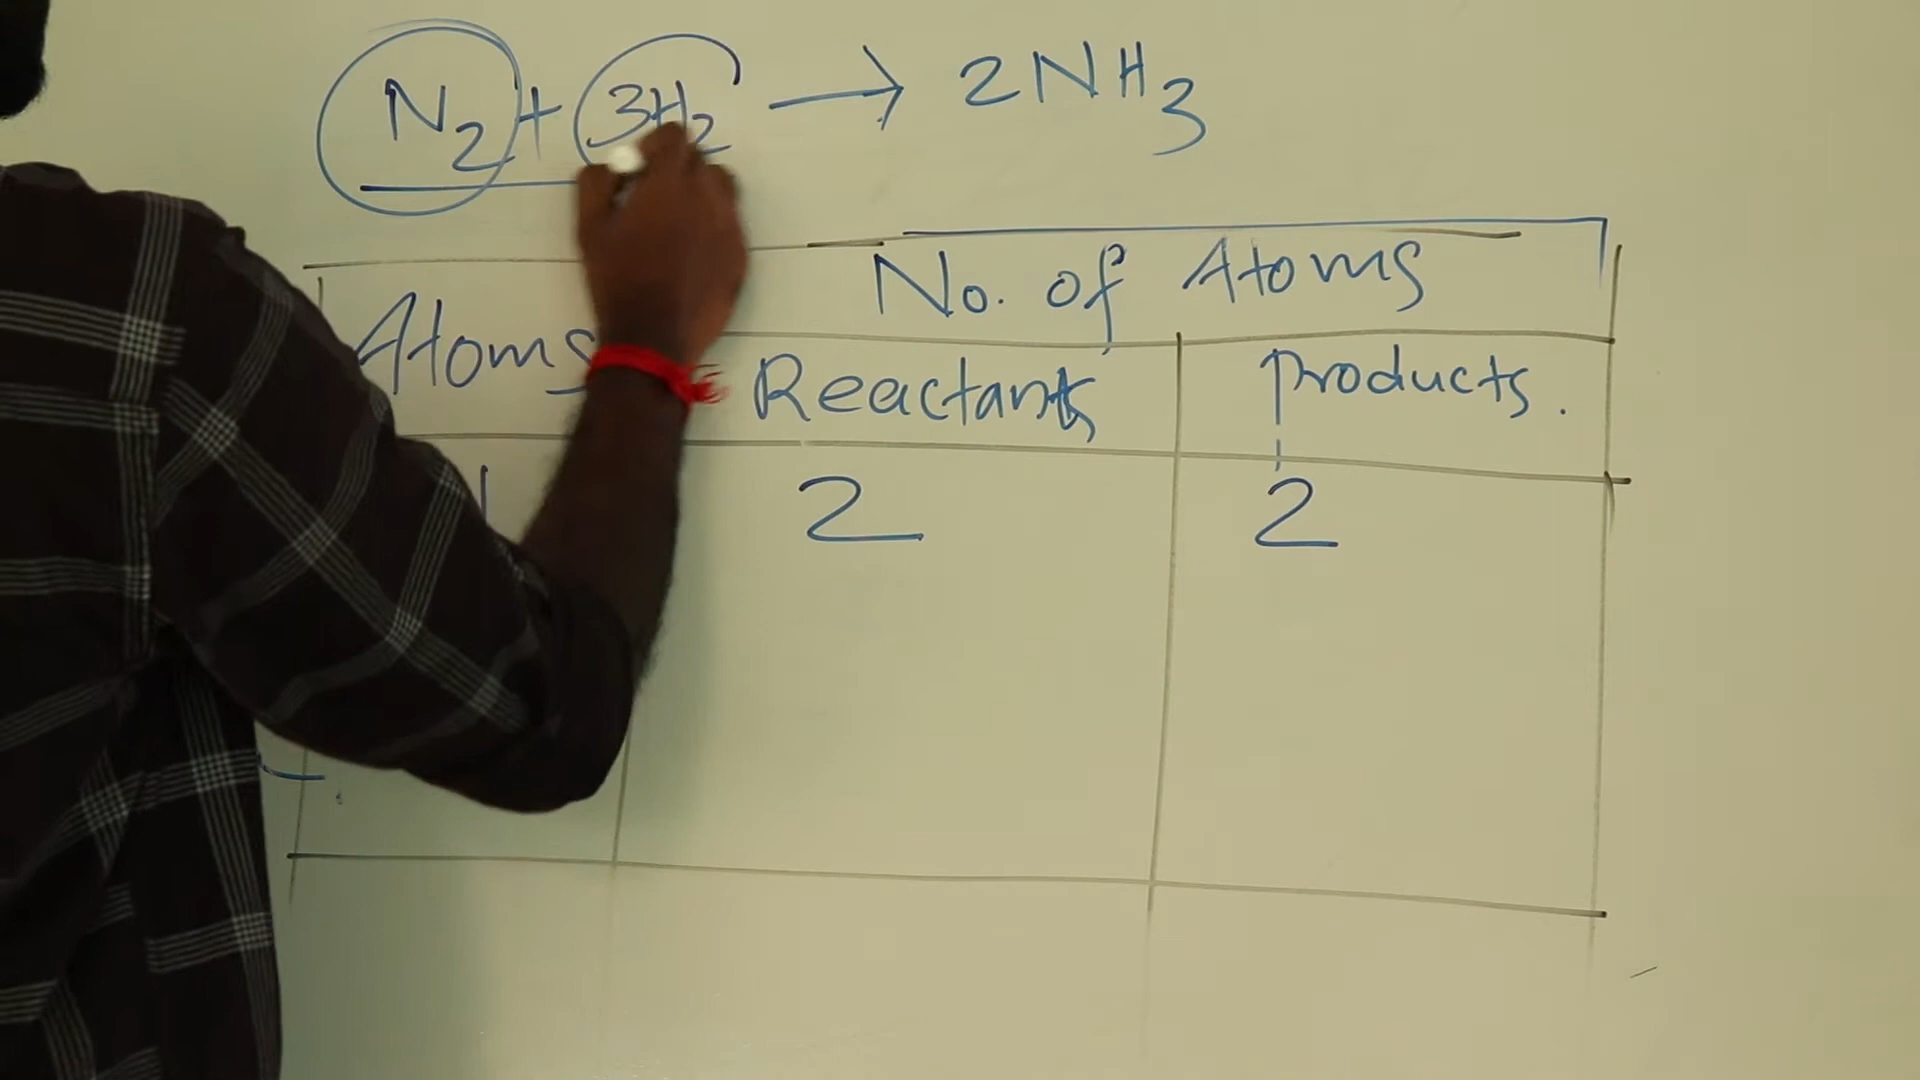 N₂ + 3H₂ → 2NH₃
No. of Atoms
Atoms Reactants products.
2 2